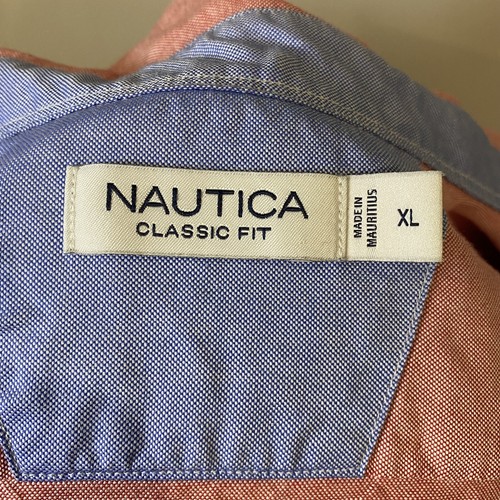 NAUTICA
CLASSIC FIT
MADE IN
MAURITIUS
XL